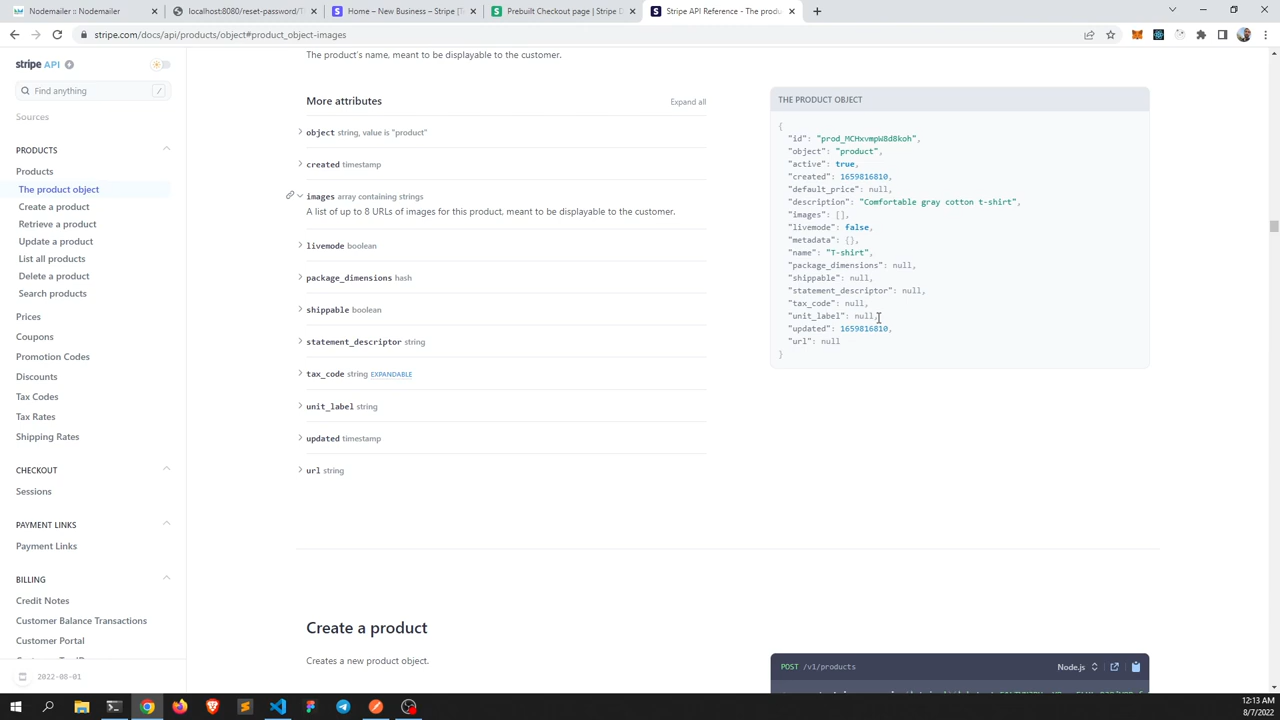 Nodemailer :: Nodemailer
localhost:8080/reset-password/
Home – New Business – Stripe [T
Prebuilt Checkout page | Stripe D
Stripe API Reference - The produ
stripe.com/docs/api/products/object#product_object-images
stripe API
Find anything
/
Sources
PRODUCTS
Products
The product object
Create a product
Retrieve a product
Update a product
List all products
Delete a product
Search products
Prices
Coupons
Promotion Codes
Discounts
Tax Codes
Tax Rates
Shipping Rates
CHECKOUT
Sessions
PAYMENT LINKS
Payment Links
BILLING
Credit Notes
Customer Balance Transactions
Customer Portal
2022-08-01
The product's name, meant to be displayable to the customer.
More attributes
Expand all
object string, value is "product"
created timestamp
images array containing strings
A list of up to 8 URLs of images for this product, meant to be displayable to the customer.
livemode boolean
package_dimensions hash
shippable boolean
statement_descriptor string
tax_code string EXPANDABLE
unit_label string
updated timestamp
url string
THE PRODUCT OBJECT
{
"id": "prod_MCHxvmpW8d8koh",
"object": "product",
"active": true,
"created": 1659816810,
"default_price": null,
"description": "Comfortable gray cotton t-shirt",
"images": [],
"livemode": false,
"metadata": {},
"name": "T-shirt",
"package_dimensions": null,
"shippable": null,
"statement_descriptor": null,
"tax_code": null,
"unit_label": null,
"updated": 1659816810,
"url": null
}
Create a product
Creates a new product object.
POST /v1/products
Node.js
12:13 AM
8/7/2022